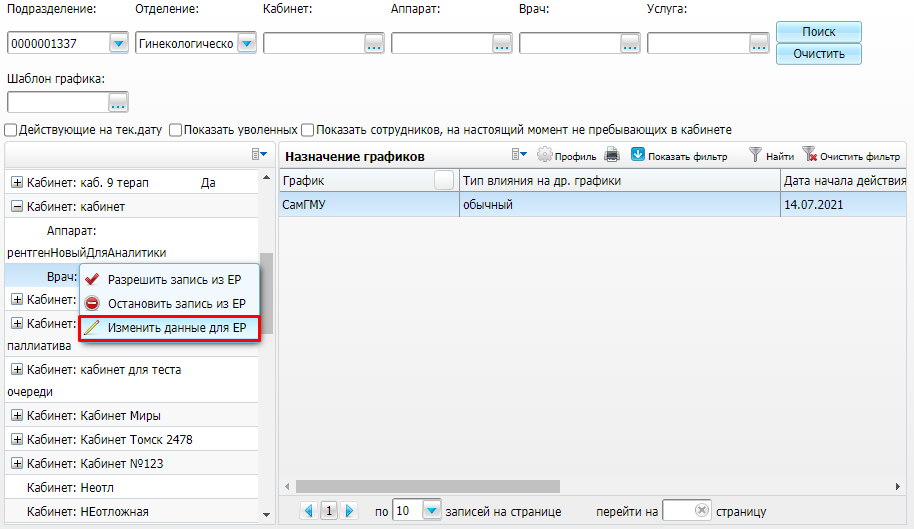 Подразделение: Отделение: Кабинет: Аппарат: Врач: Услуга:
0000001337 Гинекологическо ... ... ... ... Поиск
Очистить
Шаблон графика:
...
Действующие на тек.дату Показать уволенных Показать сотрудников, на настоящий момент не пребывающих в кабинете
Назначение графиков Профиль Показать фильтр Найти Очистить фильтр
Кабинет: каб. 9 терап Да
График Тип влияния на др. графики Дата начала действия
Кабинет: кабинет
СамГМУ обычный 14.07.2021
Аппарат:
рентгенНовыйДляАналитики
Врач:
Разрешить запись из ЕР
Кабинет:
Остановить запись из ЕР
Кабинет:
Изменить данные для ЕР
паллиатива
Кабинет: кабинет для теста
очереди
Кабинет: Кабинет Миры
Кабинет: Кабинет Томск 2478
Кабинет: Кабинет №123
Кабинет: Неотл
Кабинет: НЕотложная
1 по 10 записей на странице перейти на страницу